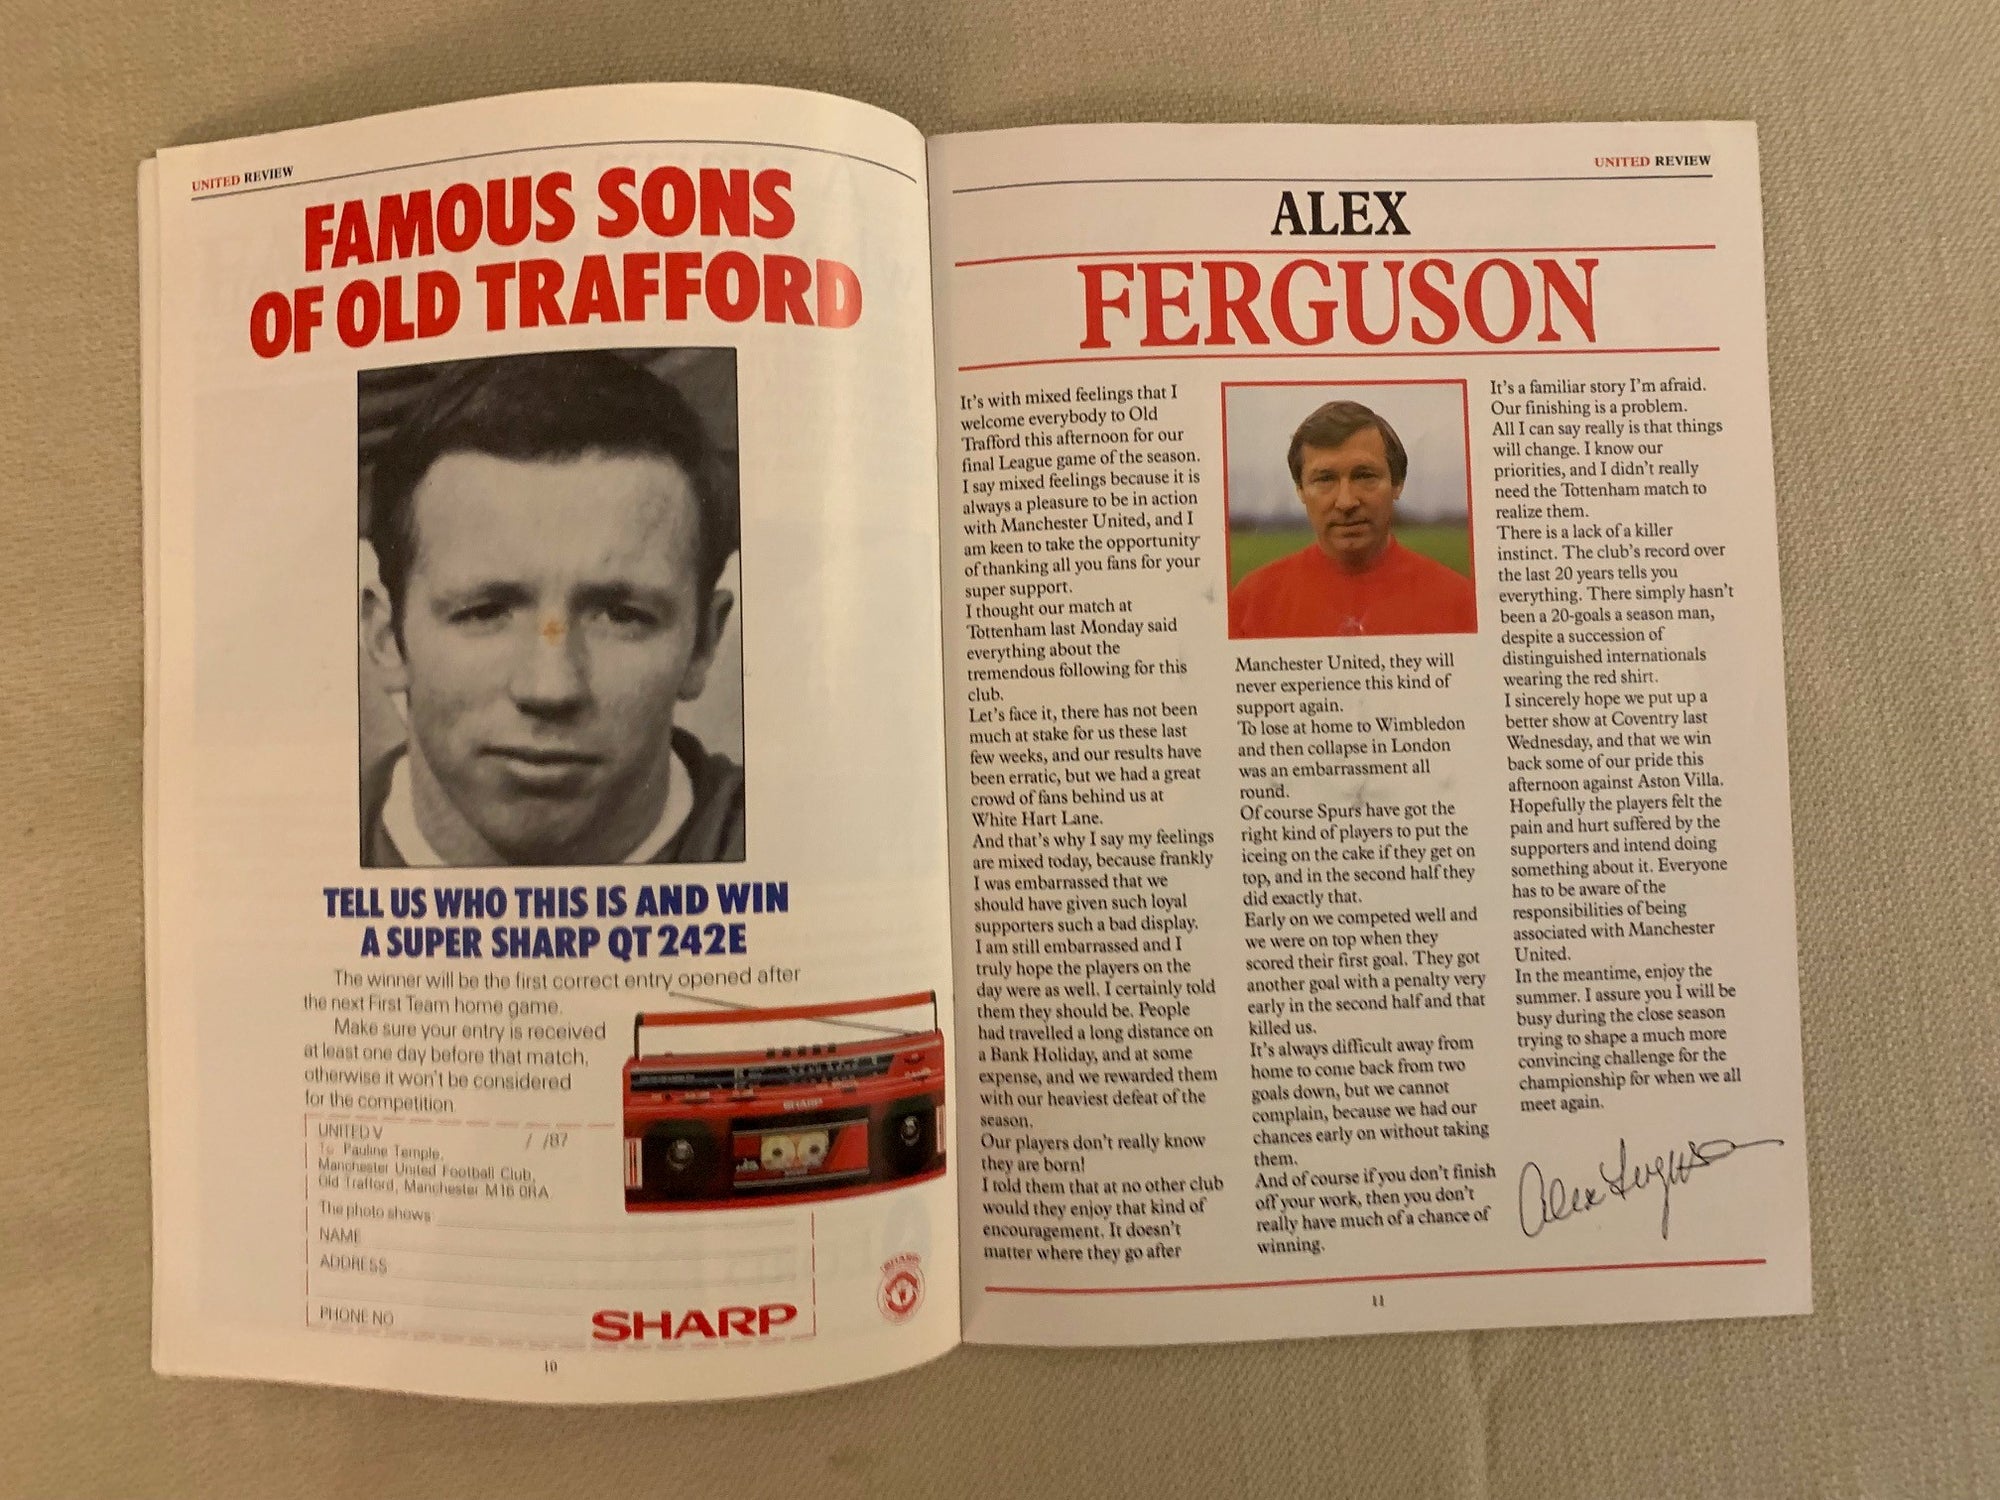 UNITED REVIEW
FAMOUS SONS
OF OLD TRAFFORD
TELL US WHO THIS IS AND WIN
A SUPER SHARP QT 242E
The winner will be the first correct entry opened after
the next First Team home game.
Make sure your entry is received
at least one day before that match,
otherwise it won't be considered
for the competition.
UNITED V / /87
To Pauline Temple,
Manchester United Football Club,
Old Trafford, Manchester M16 0RA
The photo shows
NAME
ADDRESS
PHONE NO
SHARP
SHARP
SHARP
10
UNITED REVIEW
ALEX
FERGUSON
It's with mixed feelings that I
welcome everybody to Old
Trafford this afternoon for our
final League game of the season.
I say mixed feelings because it is
always a pleasure to be in action
with Manchester United, and I
am keen to take the opportunity
of thanking all you fans for your
super support.
I thought our match at
Tottenham last Monday said
everything about the
tremendous following for this
club.
Let's face it, there has not been
much at stake for us these last
few weeks, and our results have
been erratic, but we had a great
crowd of fans behind us at
White Hart Lane.
And that's why I say my feelings
are mixed today, because frankly
I was embarrassed that we
should have given such loyal
supporters such a bad display.
I am still embarrassed and I
truly hope the players on the
day were as well. I certainly told
them they should be. People
had travelled a long distance on
a Bank Holiday, and at some
expense, and we rewarded them
with our heaviest defeat of the
season.
Our players don't really know
they are born!
I told them that at no other club
would they enjoy that kind of
encouragement. It doesn't
matter where they go after
Manchester United, they will
never experience this kind of
support again.
To lose at home to Wimbledon
and then collapse in London
was an embarrassment all
round.
Of course Spurs have got the
right kind of players to put the
iceing on the cake if they get on
top, and in the second half they
did exactly that.
Early on we competed well and
we were on top when they
scored their first goal. They got
another goal with a penalty very
early in the second half and that
killed us.
It's always difficult away from
home to come back from two
goals down, but we cannot
complain, because we had our
chances early on without taking
them.
And of course if you don't finish
off your work, then you don't
really have much of a chance of
winning.
It's a familiar story I'm afraid.
Our finishing is a problem.
All I can say really is that things
will change. I know our
priorities, and I didn't really
need the Tottenham match to
realize them.
There is a lack of a killer
instinct. The club's record over
the last 20 years tells you
everything. There simply hasn't
been a 20-goals a season man,
despite a succession of
distinguished internationals
wearing the red shirt.
I sincerely hope we put up a
better show at Coventry last
Wednesday, and that we win
back some of our pride this
afternoon against Aston Villa.
Hopefully the players felt the
pain and hurt suffered by the
supporters and intend doing
something about it. Everyone
has to be aware of the
responsibilities of being
associated with Manchester
United.
In the meantime, enjoy the
summer. I assure you I will be
busy during the close season
trying to shape a much more
convincing challenge for the
championship for when we all
meet again.
Alex Ferguson
11